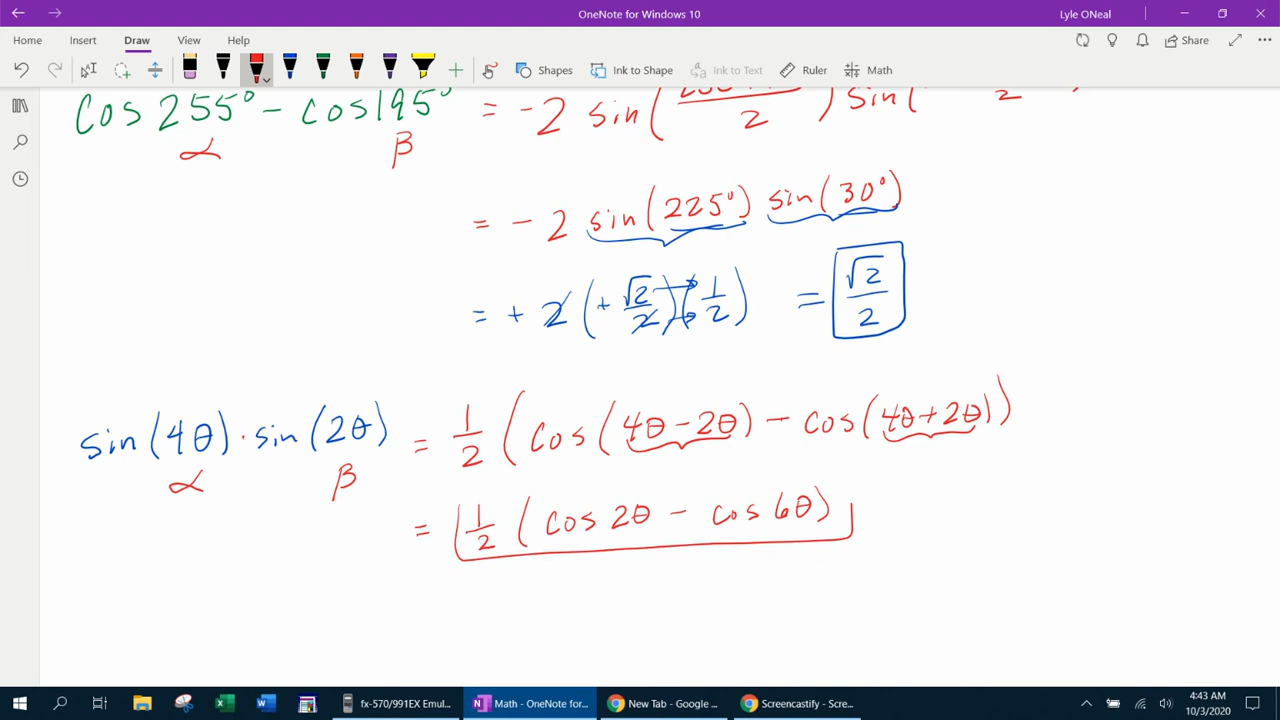 OneNote for Windows 10
Lyle ONeal
Home Insert Draw View Help Share
Shapes Ink to Shape Ink to Text Ruler Math
Cos 255° − cos 195° = −2 sin( /2) sin( 2
α β
= − 2 sin(225°) sin(30°)
= + 2 (+ √2/2)(1/2) = √2/2
sin(4θ)·sin(2θ) = 1/2 (cos(4θ−2θ) − cos(4θ+2θ))
α β
= 1/2 (cos 2θ − cos 6θ)
fx-570/991EX Emul... Math - OneNote for... New Tab - Google ... Screencastify - Scre...
4:43 AM
10/3/2020